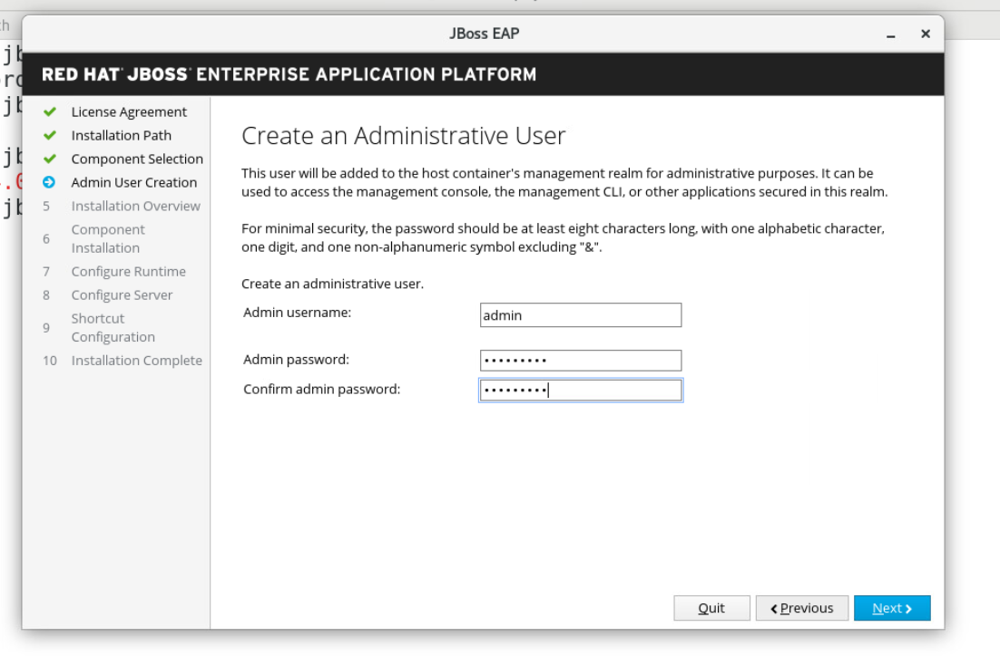 JBoss EAP
RED HAT JBOSS ENTERPRISE APPLICATION PLATFORM
License Agreement
Installation Path
Component Selection
Admin User Creation
5 Installation Overview
6 Component
Installation
7 Configure Runtime
8 Configure Server
9 Shortcut
Configuration
10 Installation Complete
Create an Administrative User
This user will be added to the host container's management realm for administrative purposes. It can be
used to access the management console, the management CLI, or other applications secured in this realm.
For minimal security, the password should be at least eight characters long, with one alphabetic character,
one digit, and one non-alphanumeric symbol excluding "&".
Create an administrative user.
Admin username: admin
Admin password: •••••••••
Confirm admin password: •••••••••
Quit
Previous
Next